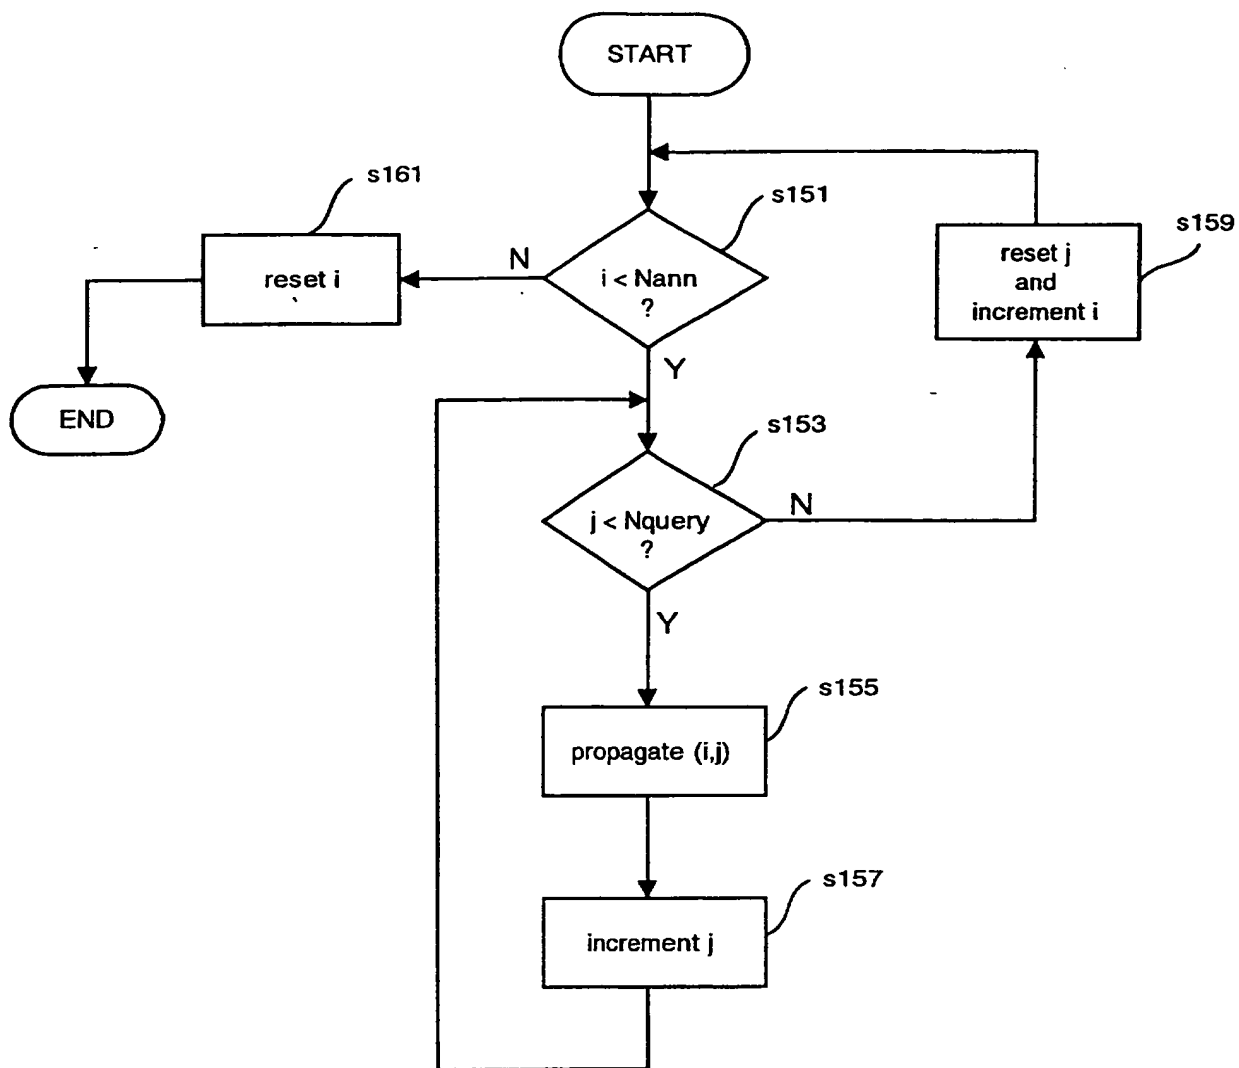 START
s161
s151
s159
reset i
N
i < Nann
?
reset j
and
increment i
Y
END
s153
j < Nquery
?
N
Y
s155
propagate (i,j)
s157
increment j